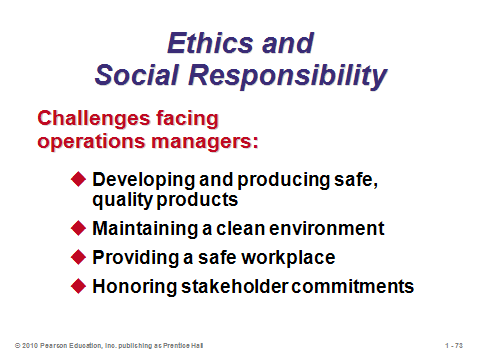 Ethics and
Social Responsibility
Challenges facing
operations managers:
◆ Developing and producing safe,
quality products
◆ Maintaining a clean environment
◆ Providing a safe workplace
◆ Honoring stakeholder commitments
© 2010 Pearson Education, Inc. publishing as Prentice Hall
1 - 73